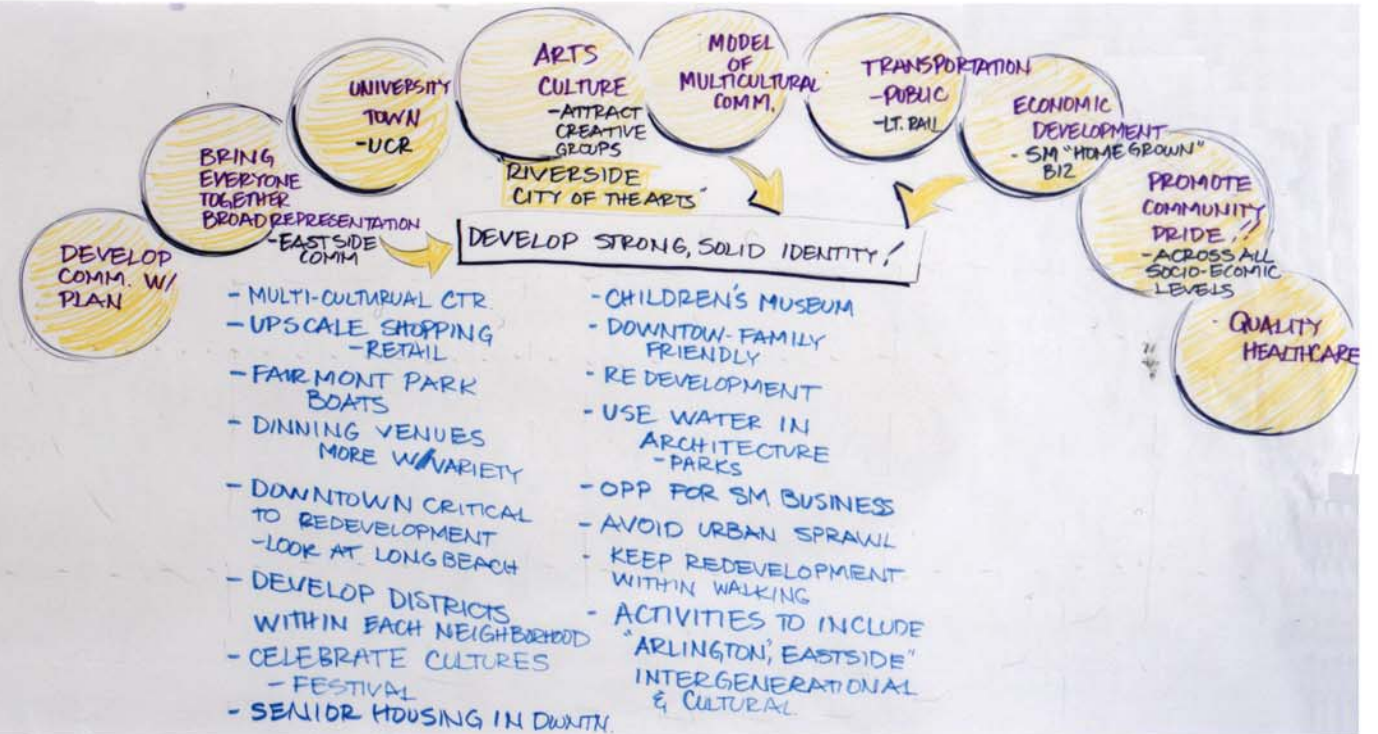 DEVELOP
COMM. W/
PLAN
BRING
EVERYONE
TOGETHER
BROAD REPRESENTATION
-EASTSIDE
COMM
UNIVERSITY
TOWN
-UCR
ARTS
CULTURE
-ATTRACT
CREATIVE
GROUPS
RIVERSIDE
CITY OF THE ARTS"
MODEL
OF
MULTICULTURAL
COMM.
TRANSPORTATION
-PUBLIC
-LT. RAIL
ECONOMIC
DEVELOPMENT
- SM "HOME GROWN"
BIZ
PROMOTE
COMMUNITY
PRIDE!!
-ACROSS ALL
SOCIO-ECOMIC
LEVELS
QUALITY
HEALTHCARE
DEVELOP STRONG, SOLID IDENTITY!
- MULTI-CULTURUAL CTR.
- UPSCALE SHOPPING
-RETAIL
- FAIRMONT PARK
BOATS
- DINNING VENUES
MORE W/VARIETY
- DOWNTOWN CRITICAL
TO REDEVELOPMENT
-LOOK AT LONG BEACH
- DEVELOP DISTRICTS
WITHIN EACH NEIGHBORHOOD
- CELEBRATE CULTURES
- FESTIVAL
- SENIOR HOUSING IN DWNTN.
- CHILDREN'S MUSEUM
- DOWNTOW-FAMILY
FRIENDLY
- REDEVELOPMENT
- USE WATER IN
ARCHITECTURE
-PARKS
- OPP FOR SM BUSINESS
- AVOID URBAN SPRAWL
- KEEP REDEVELOPMENT
WITHIN WALKING
- ACTIVITIES TO INCLUDE
"ARLINGTON, EASTSIDE"
INTERGENERATIONAL
& CULTURAL